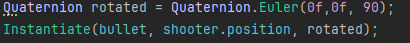 Quaternion rotated = Quaternion.Euler(0f,0f, 90);
Instantiate(bullet, shooter.position, rotated);